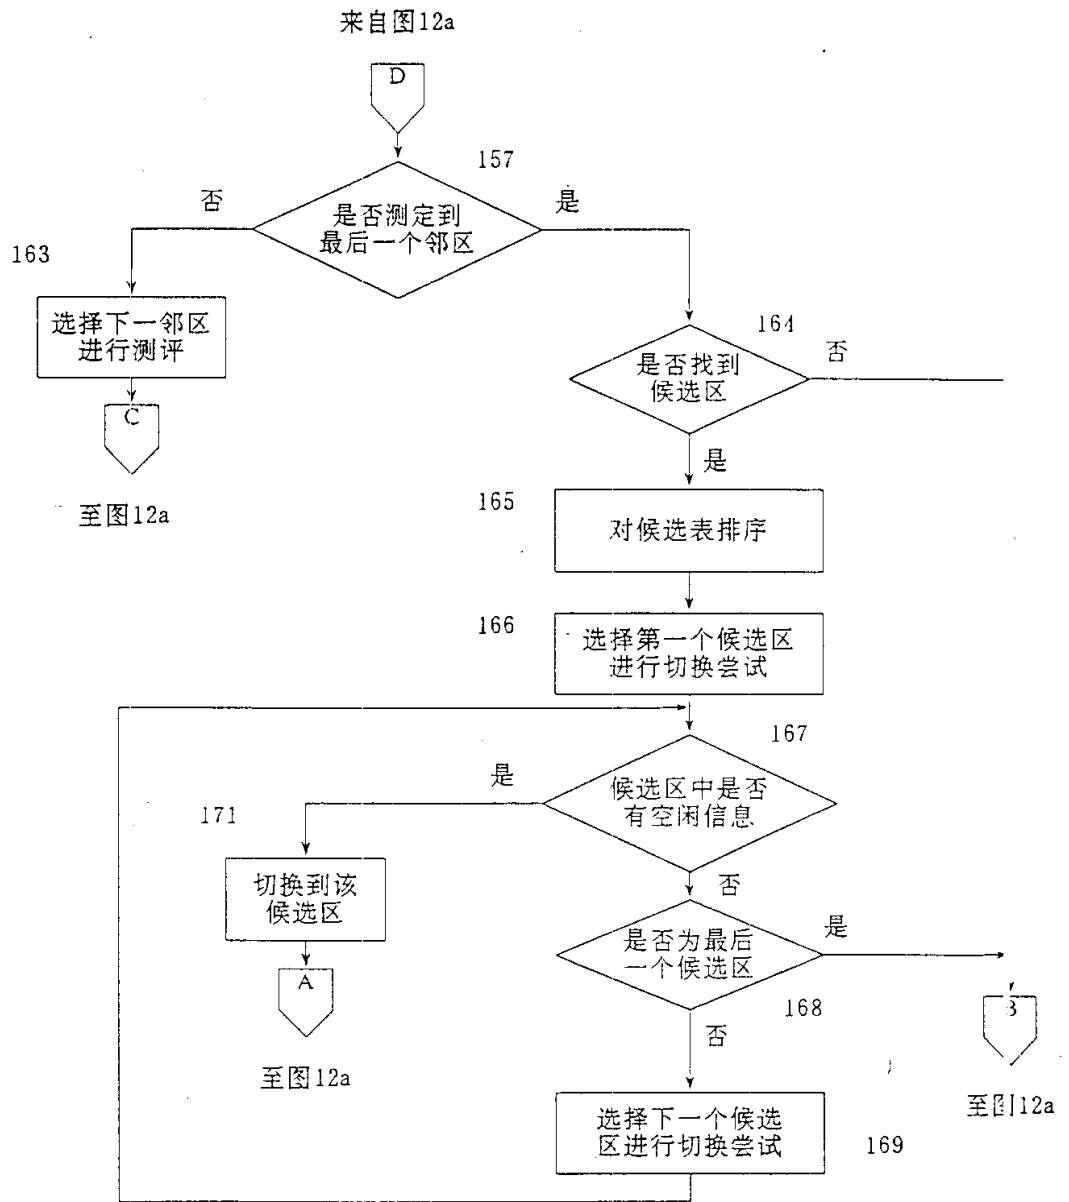 来自图12a
D
157
否
是
是否测定到
最后一个邻区
163
选择下一邻区
进行测评
C
至图12a
164
是否找到
候选区
否
是
165
对候选表排序
166
选择第一个候选区
进行切换尝试
167
是
候选区中是否
有空闲信息
171
切换到该
候选区
A
至图12a
否
是否为最后
一个候选区
是
168
否
B
至图12a
选择下一个候选
区进行切换尝试
169